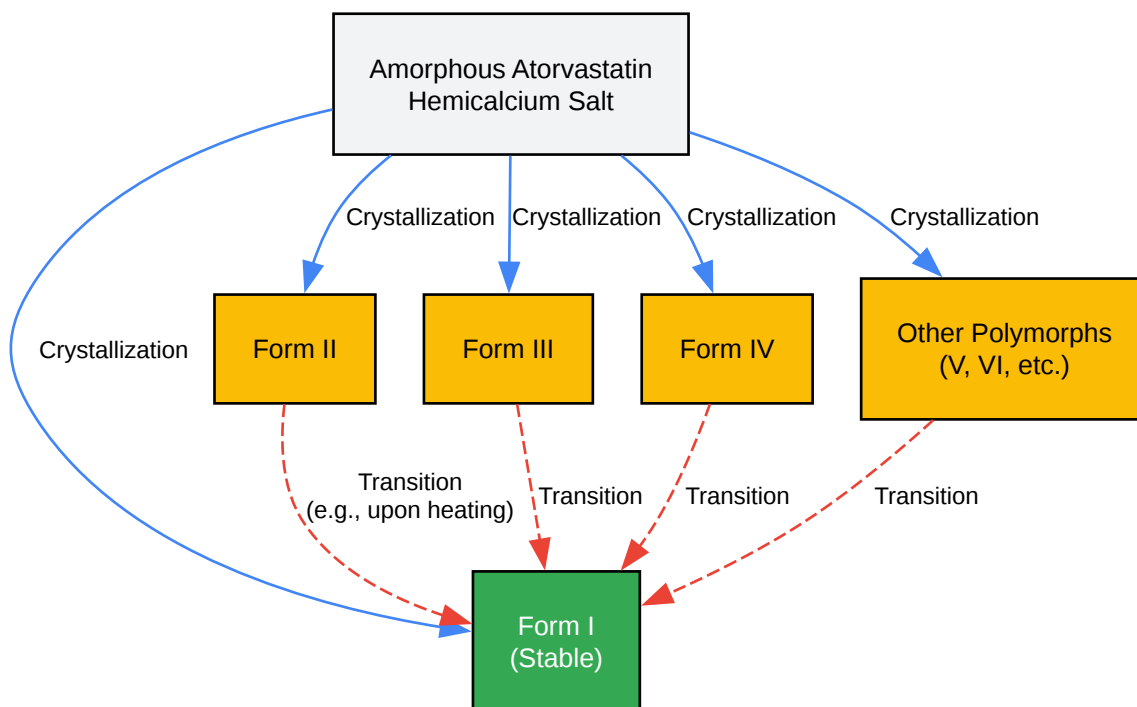 Amorphous Atorvastatin
Hemicalcium Salt
Crystallization
Crystallization
Crystallization
Crystallization
Crystallization
Form II
Form III
Form IV
Other Polymorphs
(V, VI, etc.)
Transition
(e.g., upon heating)
Transition
Transition
Transition
Form I
(Stable)